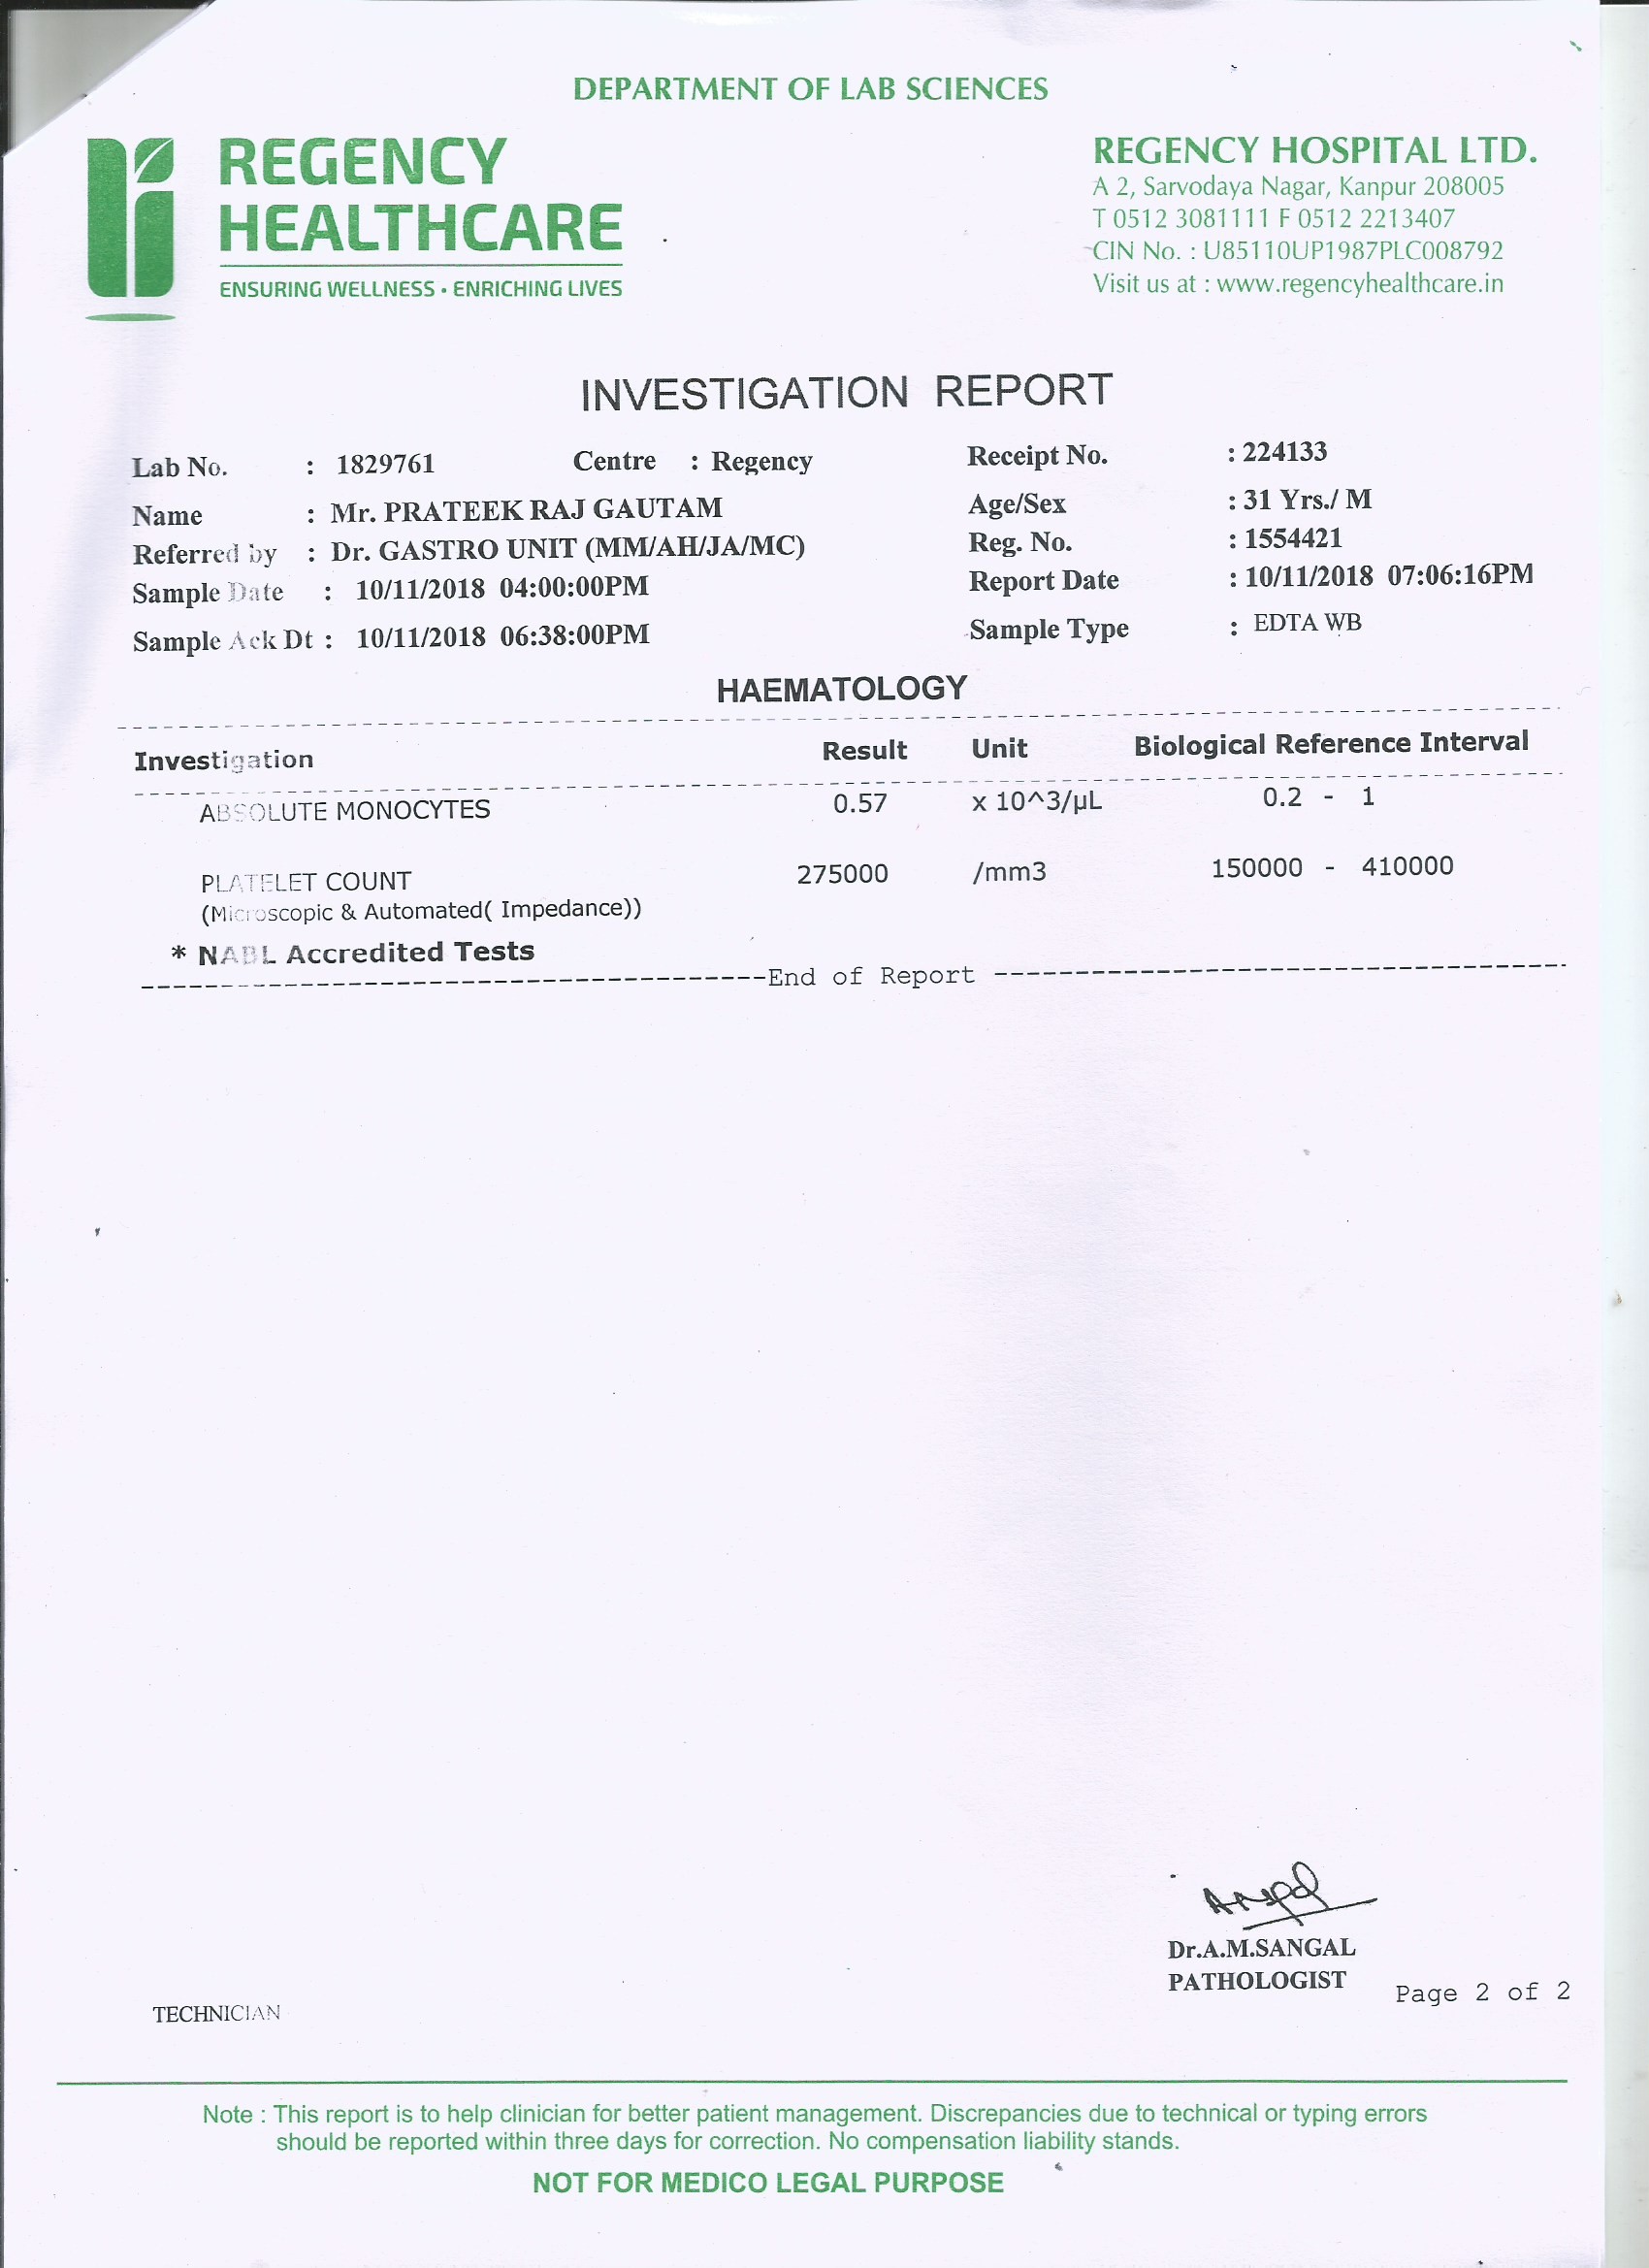 DEPARTMENT OF LAB SCIENCES
REGENCY
HEALTHCARE
ENSURING WELLNESS • ENRICHING LIVES
REGENCY HOSPITAL LTD.
A 2, Sarvodaya Nagar, Kanpur 208005
T 0512 3081111 F 0512 2213407
CIN No. : U85110UP1987PLC008792
Visit us at : www.regencyhealthcare.in
INVESTIGATION REPORT
Lab No. : 1829761 Centre : Regency Receipt No. : 224133
Name : Mr. PRATEEK RAJ GAUTAM Age/Sex : 31 Yrs./ M
Referred by : Dr. GASTRO UNIT (MM/AH/JA/MC) Reg. No. : 1554421
Sample Date : 10/11/2018 04:00:00PM Report Date : 10/11/2018 07:06:16PM
Sample Ack Dt : 10/11/2018 06:38:00PM Sample Type : EDTA WB
HAEMATOLOGY
Investigation Result Unit Biological Reference Interval
ABSOLUTE MONOCYTES 0.57 x 10^3/µL 0.2 - 1
PLATELET COUNT 275000 /mm3 150000 - 410000
(Microscopic & Automated( Impedance))
* NABL Accredited Tests
End of Report
Dr.A.M.SANGAL
PATHOLOGIST
Page 2 of 2
TECHNICIAN
Note : This report is to help clinician for better patient management. Discrepancies due to technical or typing errors
should be reported within three days for correction. No compensation liability stands.
NOT FOR MEDICO LEGAL PURPOSE